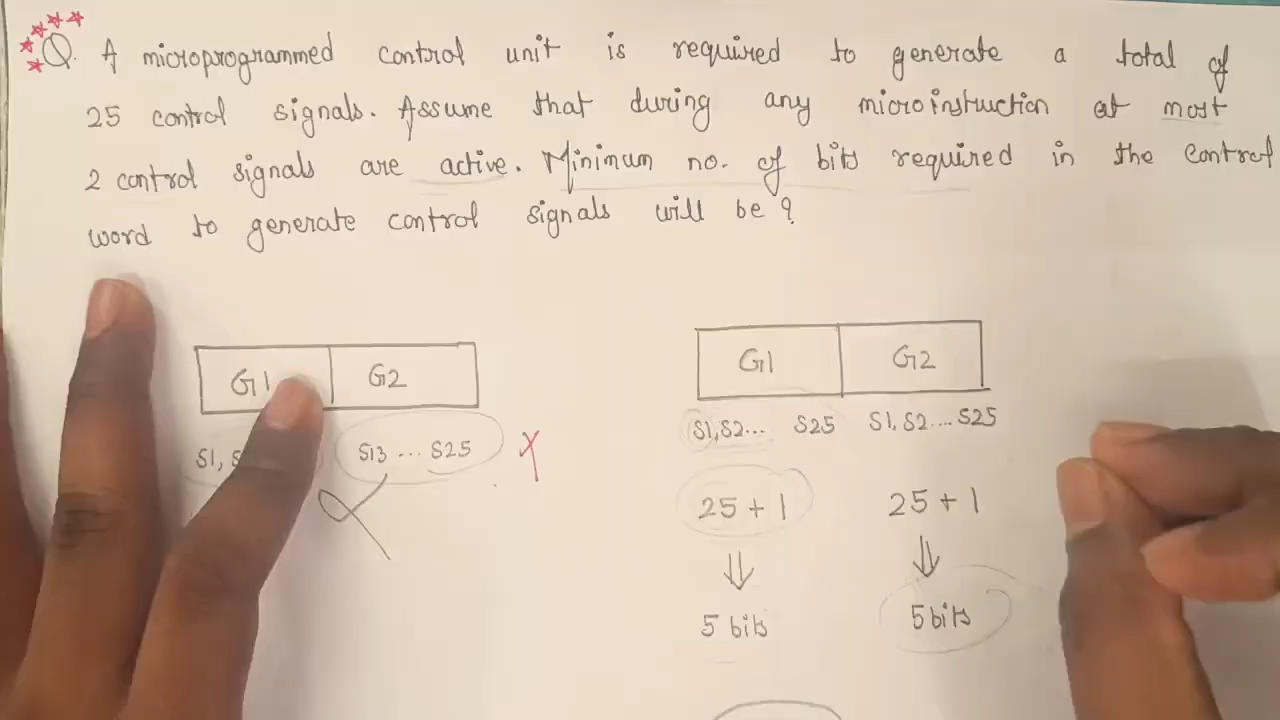 Q. A microprogrammed control unit is required to generate a total of
25 control signals. Assume that during any microinstruction at most
2 control signals are active. Minimum no. of bits required in the control
word to generate control signals will be ?
G1 G2
G1 G2
S1, S13 ... S25 X
S1, S2... S25 S1, S2.... S25
25 + 1 25 + 1
5 bits 5 bits